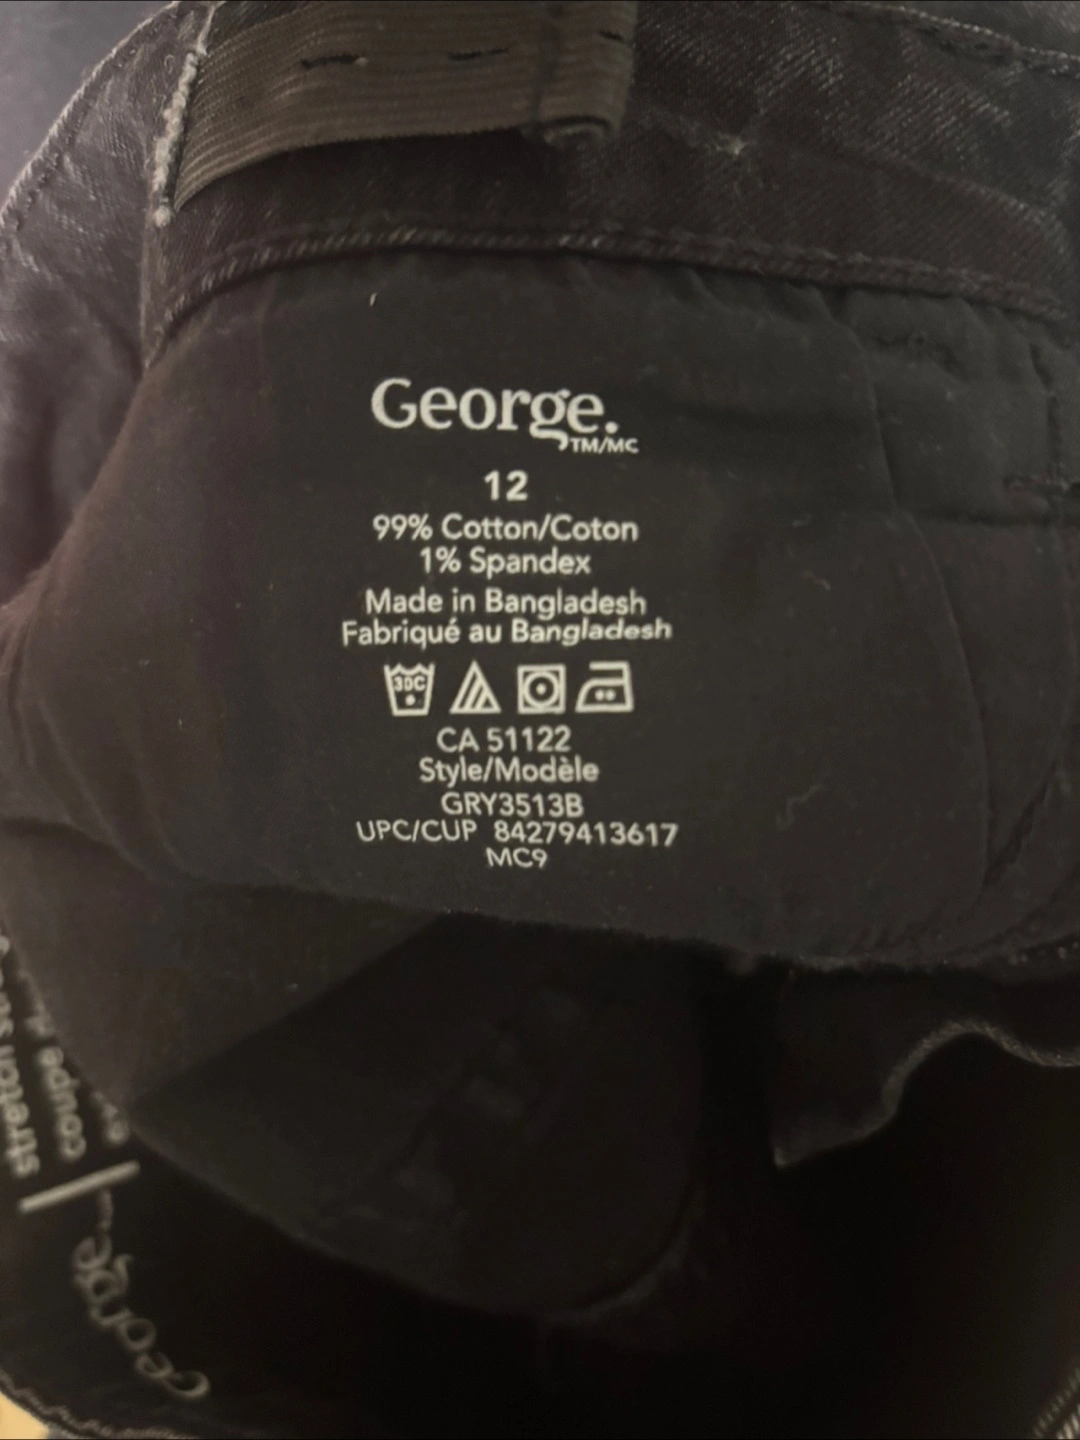 George.
TM/MC
12
99% Cotton/Coton
1% Spandex
Made in Bangladesh
Fabriqué au Bangladesh
30C
CA 51122
Style/Modèle
GRY3513B
UPC/CUP 84279413617
MC9
stretch
coupe
George